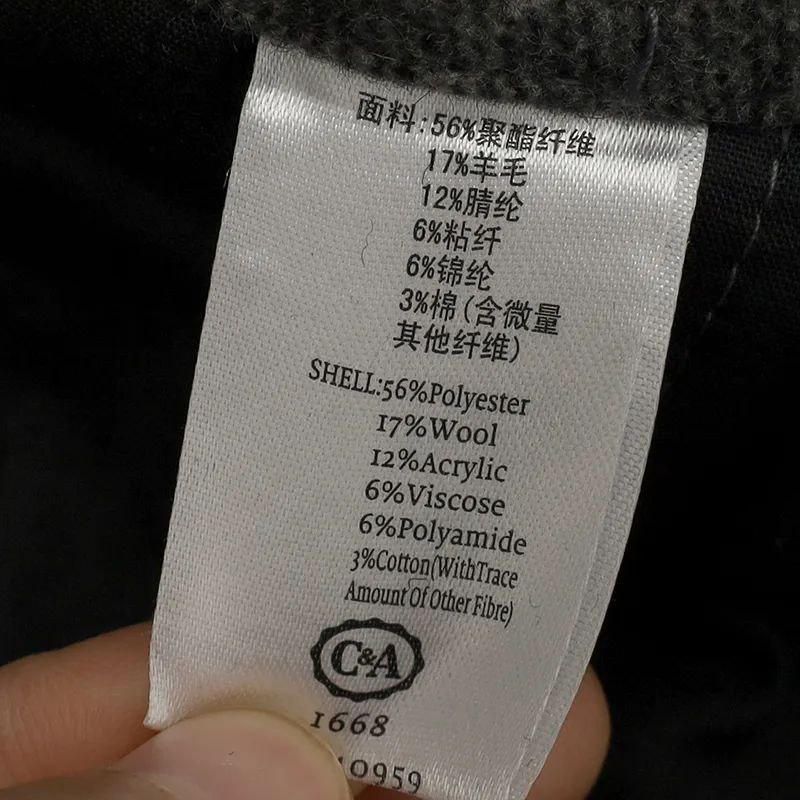 面料:56%聚酯纤维
17%羊毛
12%腈纶
6%粘纤
6%锦纶
3%棉(含微量
其他纤维)
SHELL:56%Polyester
17%Wool
12%Acrylic
6%Viscose
6%Polyamide
3%Cotton(WithTrace
Amount Of Other Fibre)
C&A
1668
10959